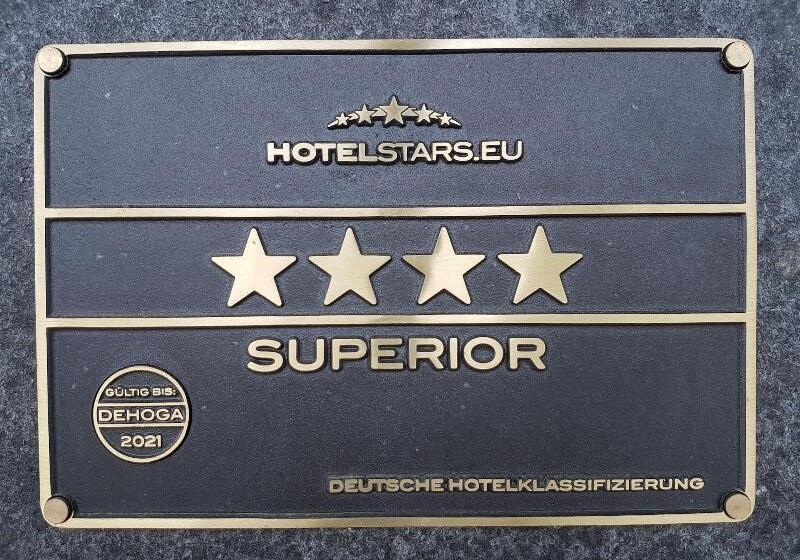 HOTELSTARS.EU
SUPERIOR
GÜLTIG BIS:
DEHOGA
2021
DEUTSCHE HOTELKLASSIFIZIERUNG